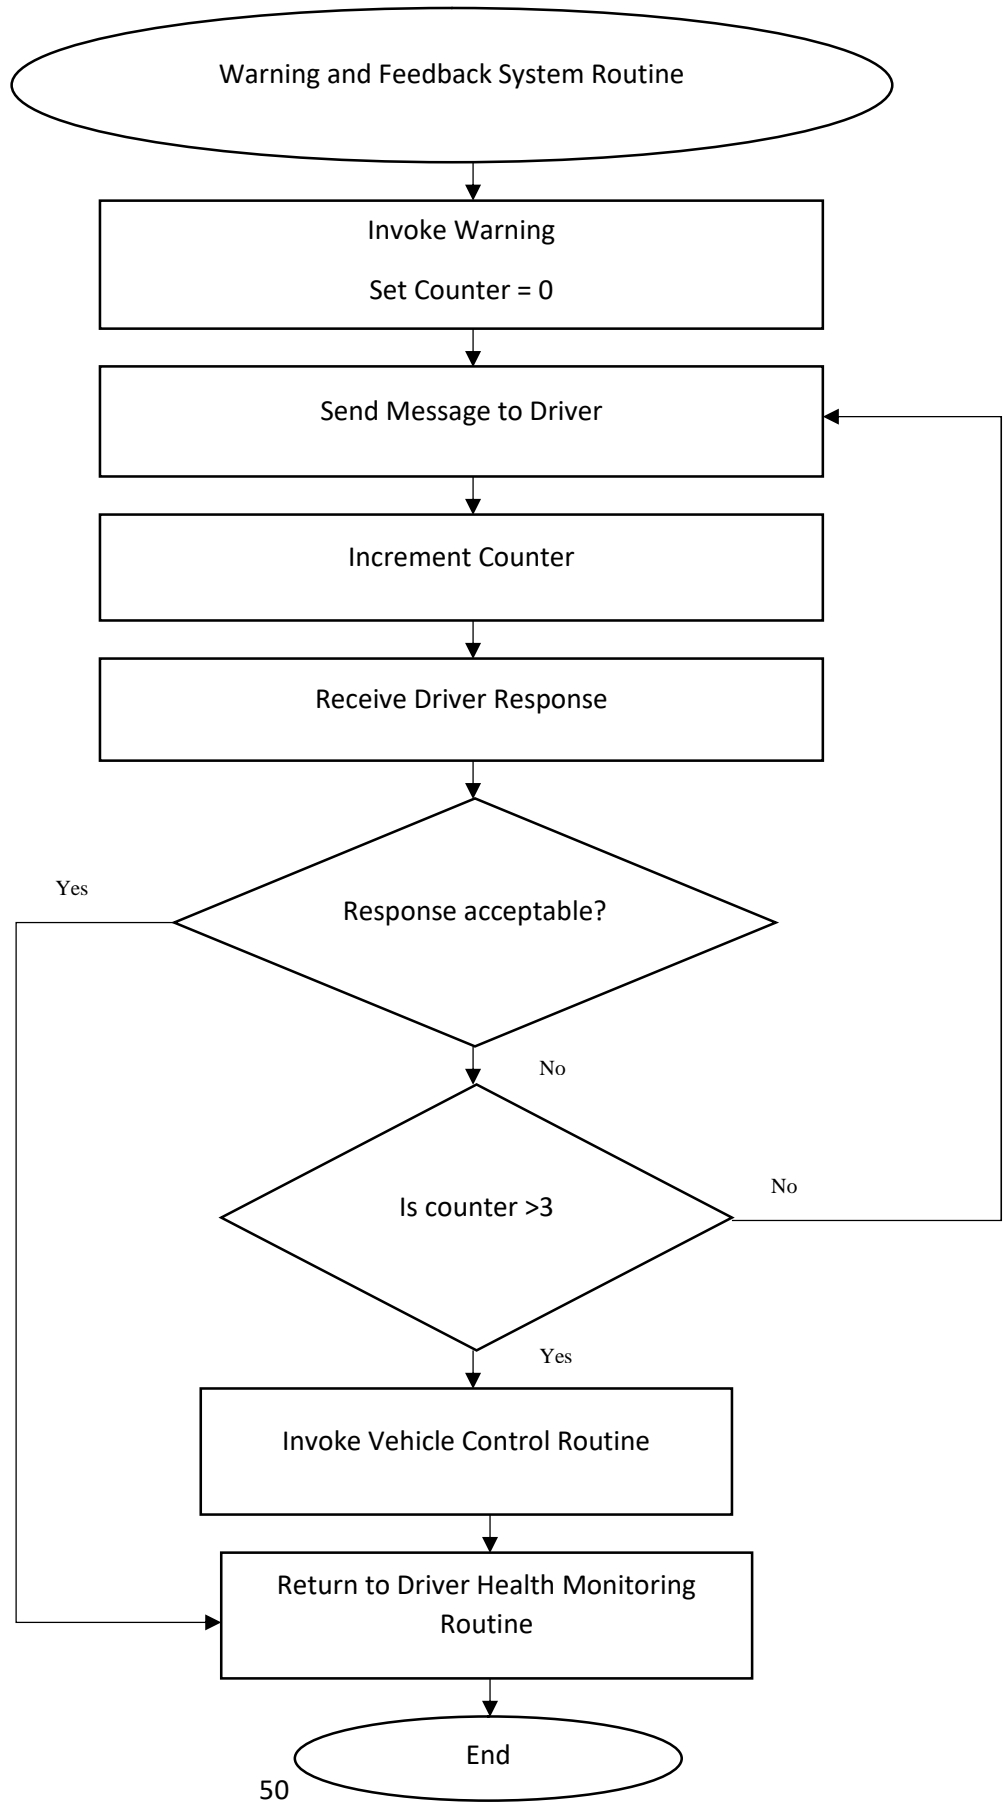 Warning and Feedback System Routine
Invoke Warning
Set Counter = 0
Send Message to Driver
Increment Counter
Receive Driver Response
Yes
Response acceptable?
No
Is counter >3
No
Yes
Invoke Vehicle Control Routine
Return to Driver Health Monitoring
Routine
End
50